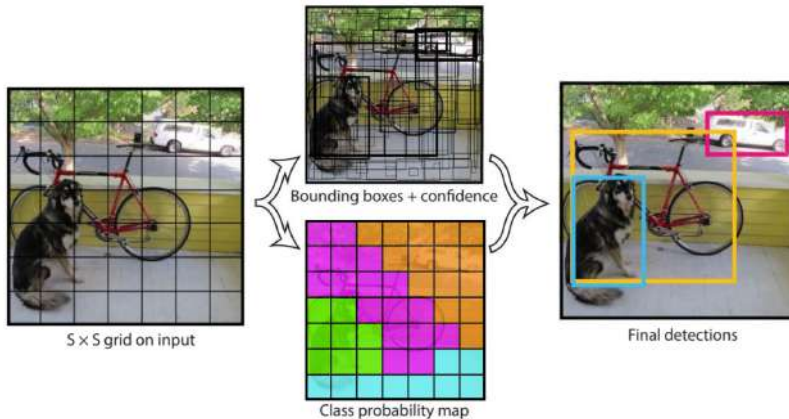 S × S grid on input
Bounding boxes + confidence
Class probability map
Final detections